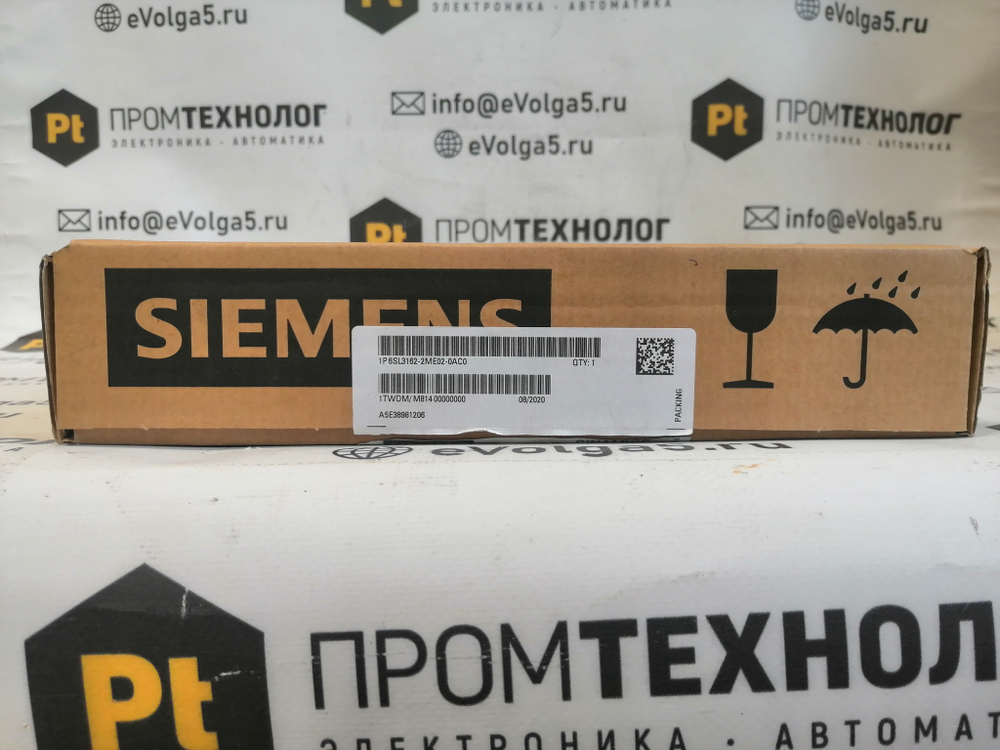 eVolga5.ru
ЭЛЕКТРОНИКА · АВТОМАТИКА
eVolga5.ru
Pt ПРОМТЕХНОЛОГ
ЭЛЕКТРОНИКА · АВТОМАТИКА
info@eVolga5.ru
eVolga5.ru
Pt ПРОМТЕХНОЛОГ
ЭЛЕКТРОНИКА · АВТОМАТИКА
info@eVolga5.ru
Pt ПРОМТЕХНОЛОГ
info@eVolga5.ru
SIEMENS
1P 6SL3162-2ME02-0AC0 QTY: 1
1TWDM/ M814 00000000 08/2020
A5E38981206
PACKING
eVolga5.ru
Pt ПРОМТЕХНОЛ
ЭЛЕКТРОНИКА · АВТОМАТ